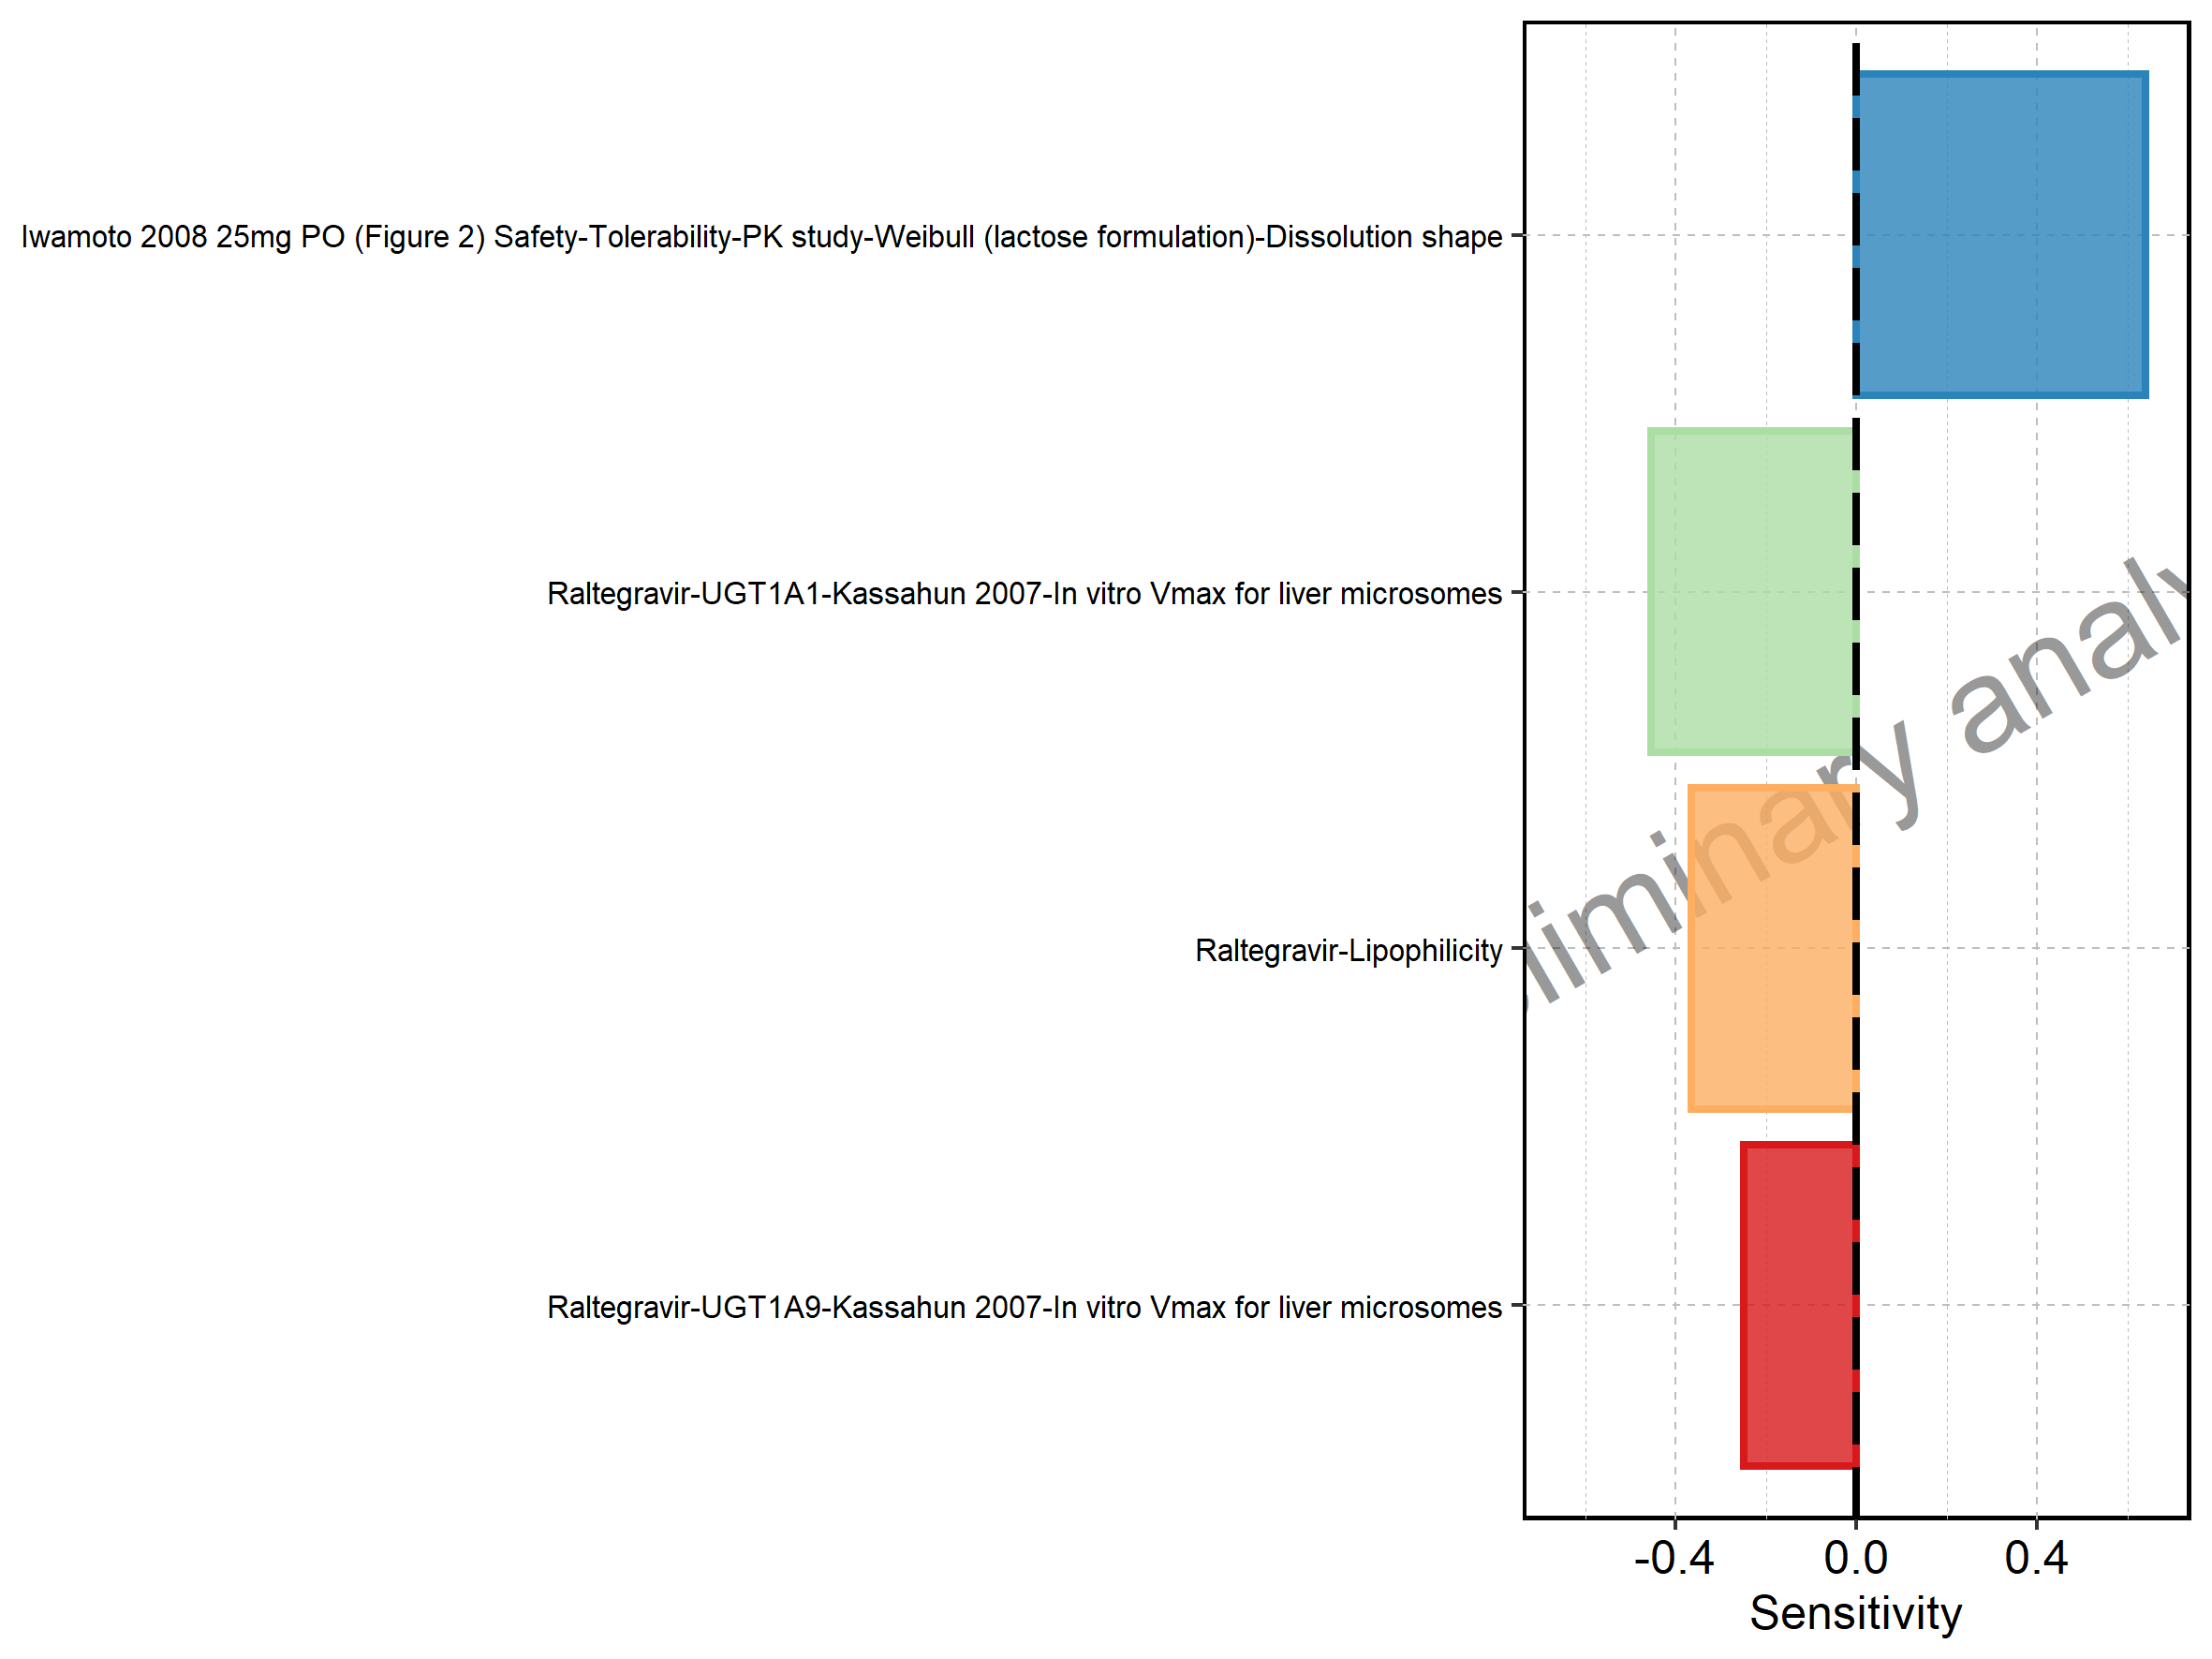 Iwamoto 2008 25mg PO (Figure 2) Safety-Tolerability-PK study-Weibull (lactose formulation)-Dissolution shape
Raltegravir-UGT1A1-Kassahun 2007-In vitro Vmax for liver microsomes
Raltegravir-Lipophilicity
Raltegravir-UGT1A9-Kassahun 2007-In vitro Vmax for liver microsomes
-0.4 0.0 0.4
Sensitivity